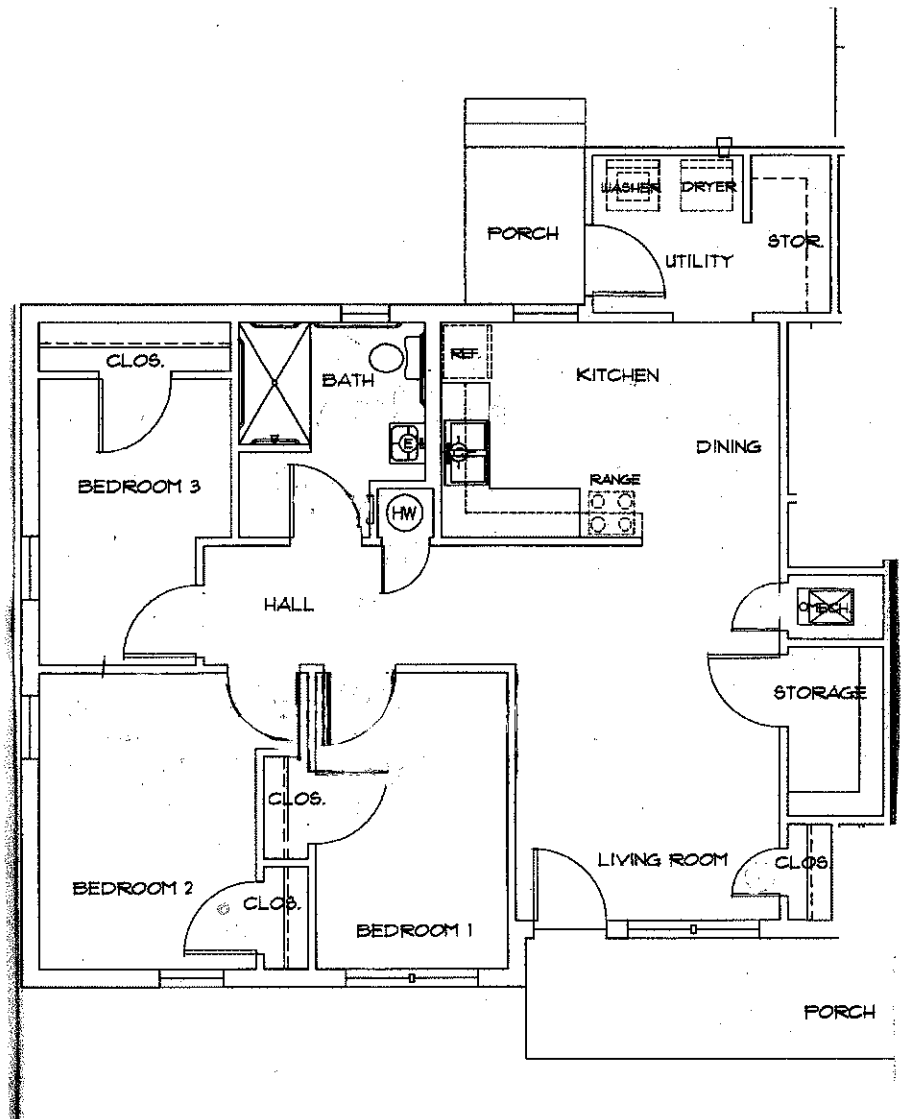 WASHER
DRYER
PORCH
UTILITY
STOR.
CLOS.
BATH
REF.
KITCHEN
DINING
E
BEDROOM 3
RANGE
HW
HALL
MECH.
STORAGE
CLOS.
LIVING ROOM
CLOS
BEDROOM 2
CLOS.
BEDROOM 1
PORCH